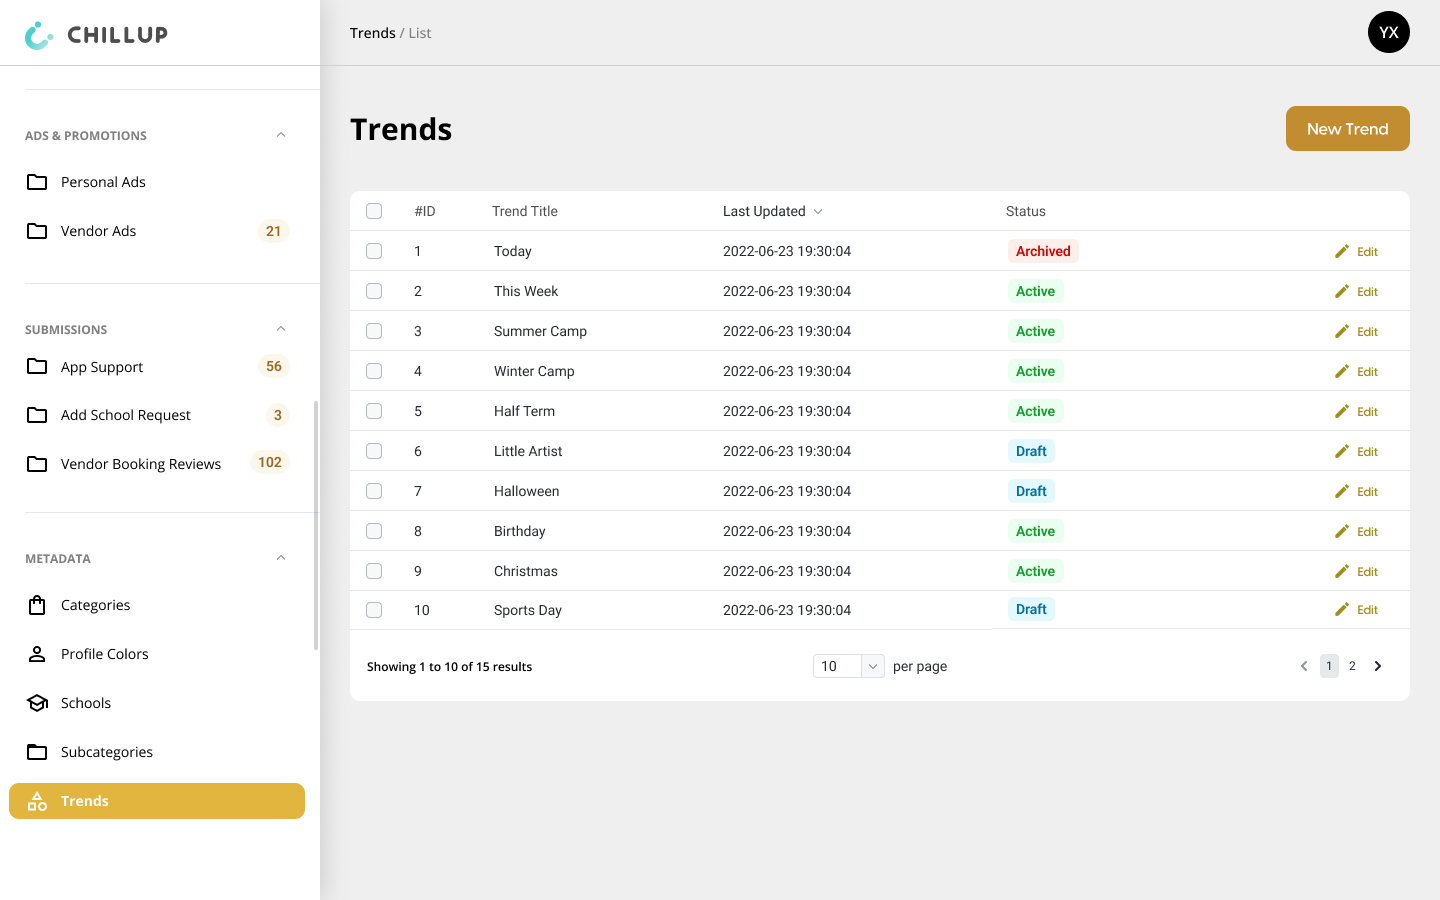 CHILLUP
Trends / List
YX
ADS & PROMOTIONS
Personal Ads
Vendor Ads 21
SUBMISSIONS
App Support 56
Add School Request 3
Vendor Booking Reviews 102
METADATA
Categories
Profile Colors
Schools
Subcategories
Trends
Trends
New Trend
#ID Trend Title Last Updated Status
1 Today 2022-06-23 19:30:04 Archived Edit
2 This Week 2022-06-23 19:30:04 Active Edit
3 Summer Camp 2022-06-23 19:30:04 Active Edit
4 Winter Camp 2022-06-23 19:30:04 Active Edit
5 Half Term 2022-06-23 19:30:04 Active Edit
6 Little Artist 2022-06-23 19:30:04 Draft Edit
7 Halloween 2022-06-23 19:30:04 Draft Edit
8 Birthday 2022-06-23 19:30:04 Active Edit
9 Christmas 2022-06-23 19:30:04 Active Edit
10 Sports Day 2022-06-23 19:30:04 Draft Edit
Showing 1 to 10 of 15 results 10 per page 1 2